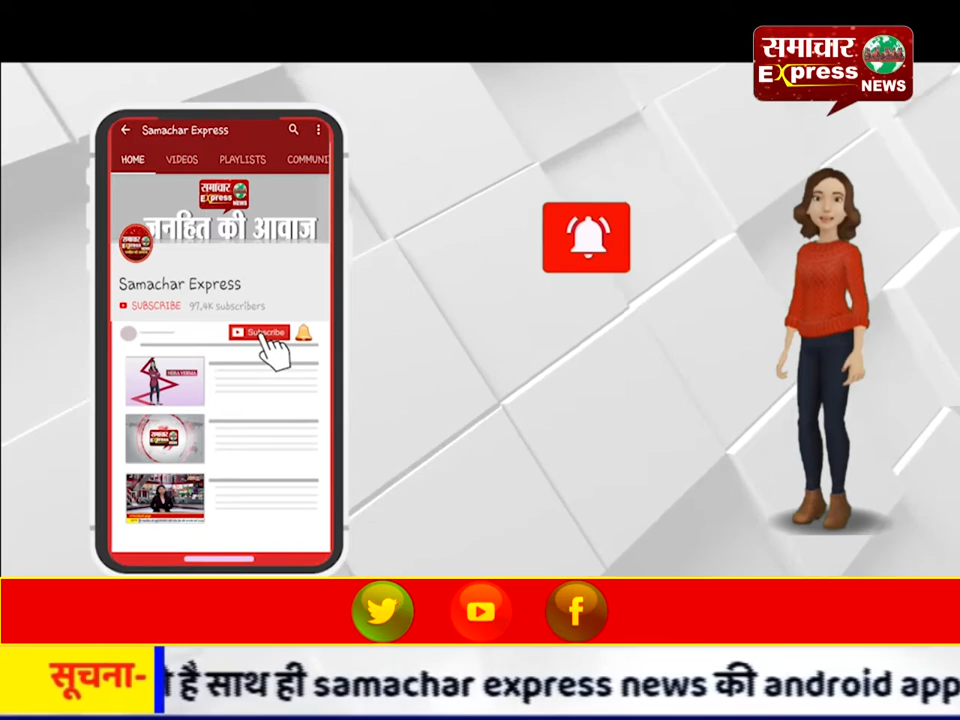 समाचार
Express
NEWS
Samachar Express
HOME VIDEOS PLAYLISTS COMMUNI
समाचार
Express
NEWS
जनहित की आवाज
Samachar Express
SUBSCRIBE 97.4K subscribers
Subscribe
सूचना- है साथ ही samachar express news की android app